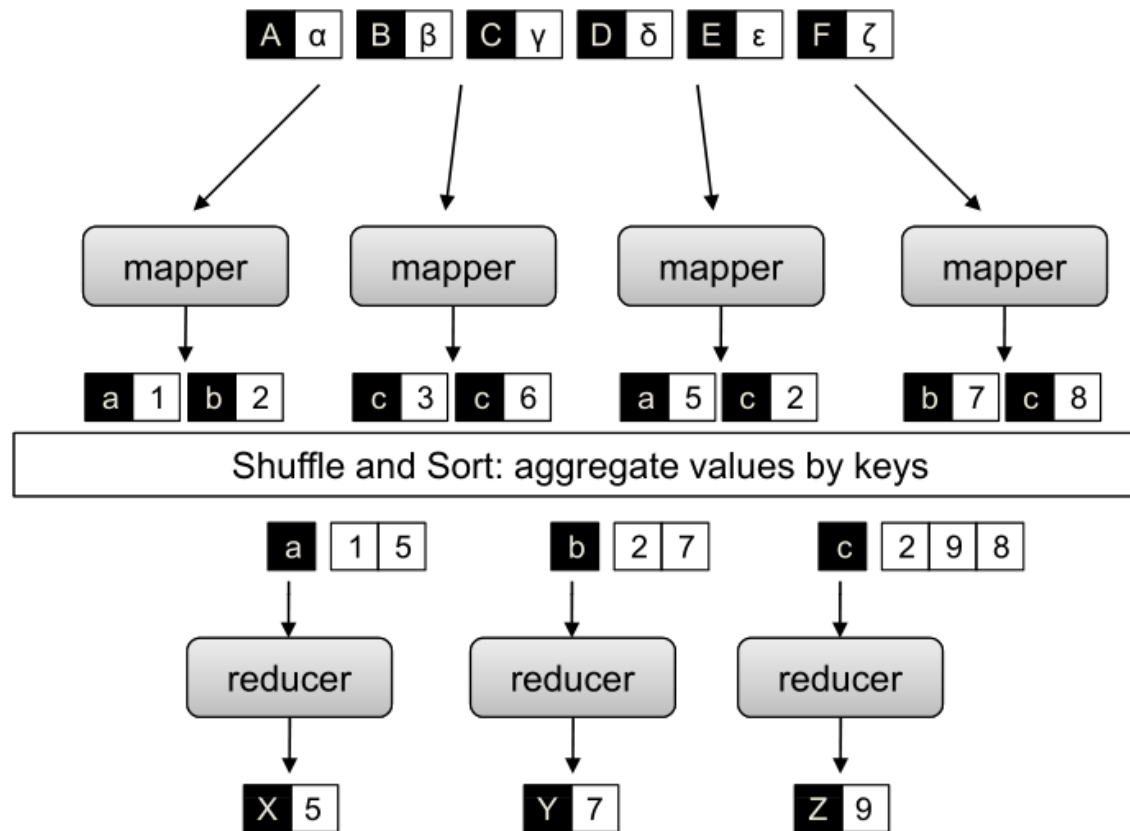 A α B β C γ D δ E ε F ζ
mapper mapper mapper mapper
a 1 b 2 c 3 c 6 a 5 c 2 b 7 c 8
Shuffle and Sort: aggregate values by keys
a 1 5 b 2 7 c 2 9 8
reducer reducer reducer
X 5 Y 7 Z 9